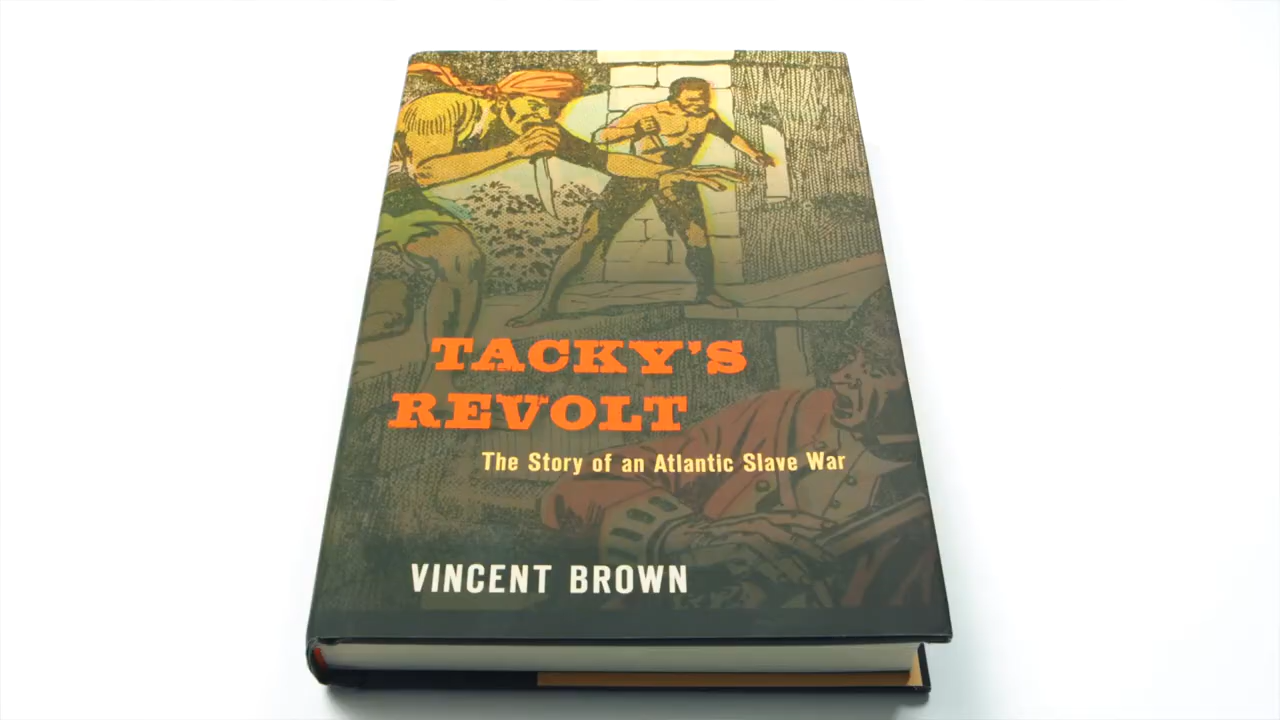 TACKY'S
REVOLT
The Story of an Atlantic Slave War
VINCENT BROWN